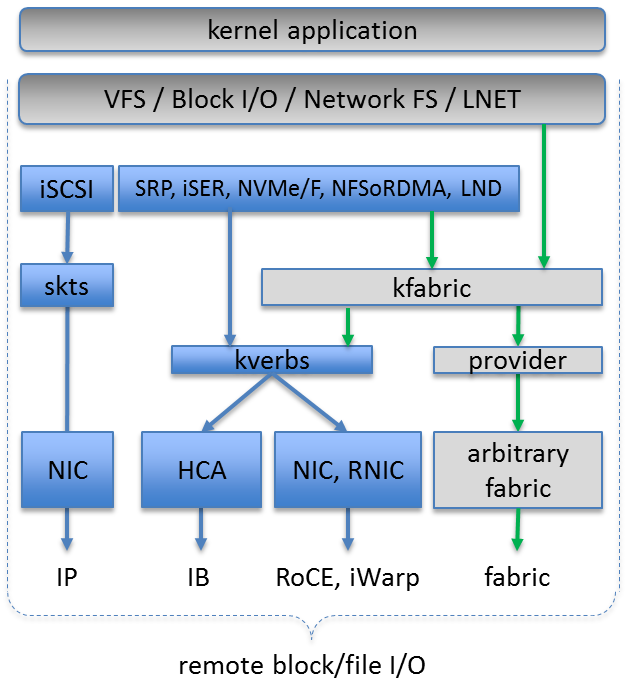 kernel application
VFS / Block I/O / Network FS / LNET
iSCSI
SRP, iSER, NVMe/F, NFSoRDMA, LND
skts
kfabric
kverbs
provider
NIC
HCA
NIC, RNIC
arbitrary
fabric
IP
IB
RoCE, iWarp
fabric
remote block/file I/O